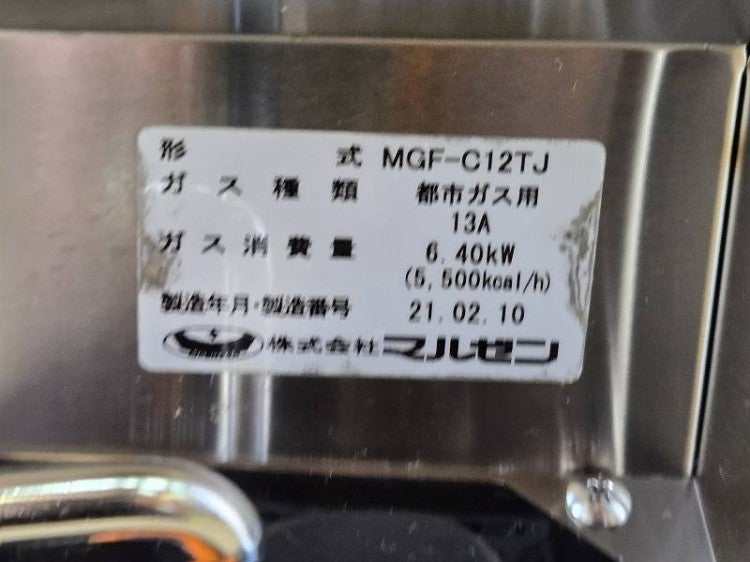 形式 MGF-C12TJ
ガス種類 都市ガス用
13A
ガス消費量 6.40kW
(5,500kcal/h)
製造年月・製造番号 21.02.10
株式会社マルゼン